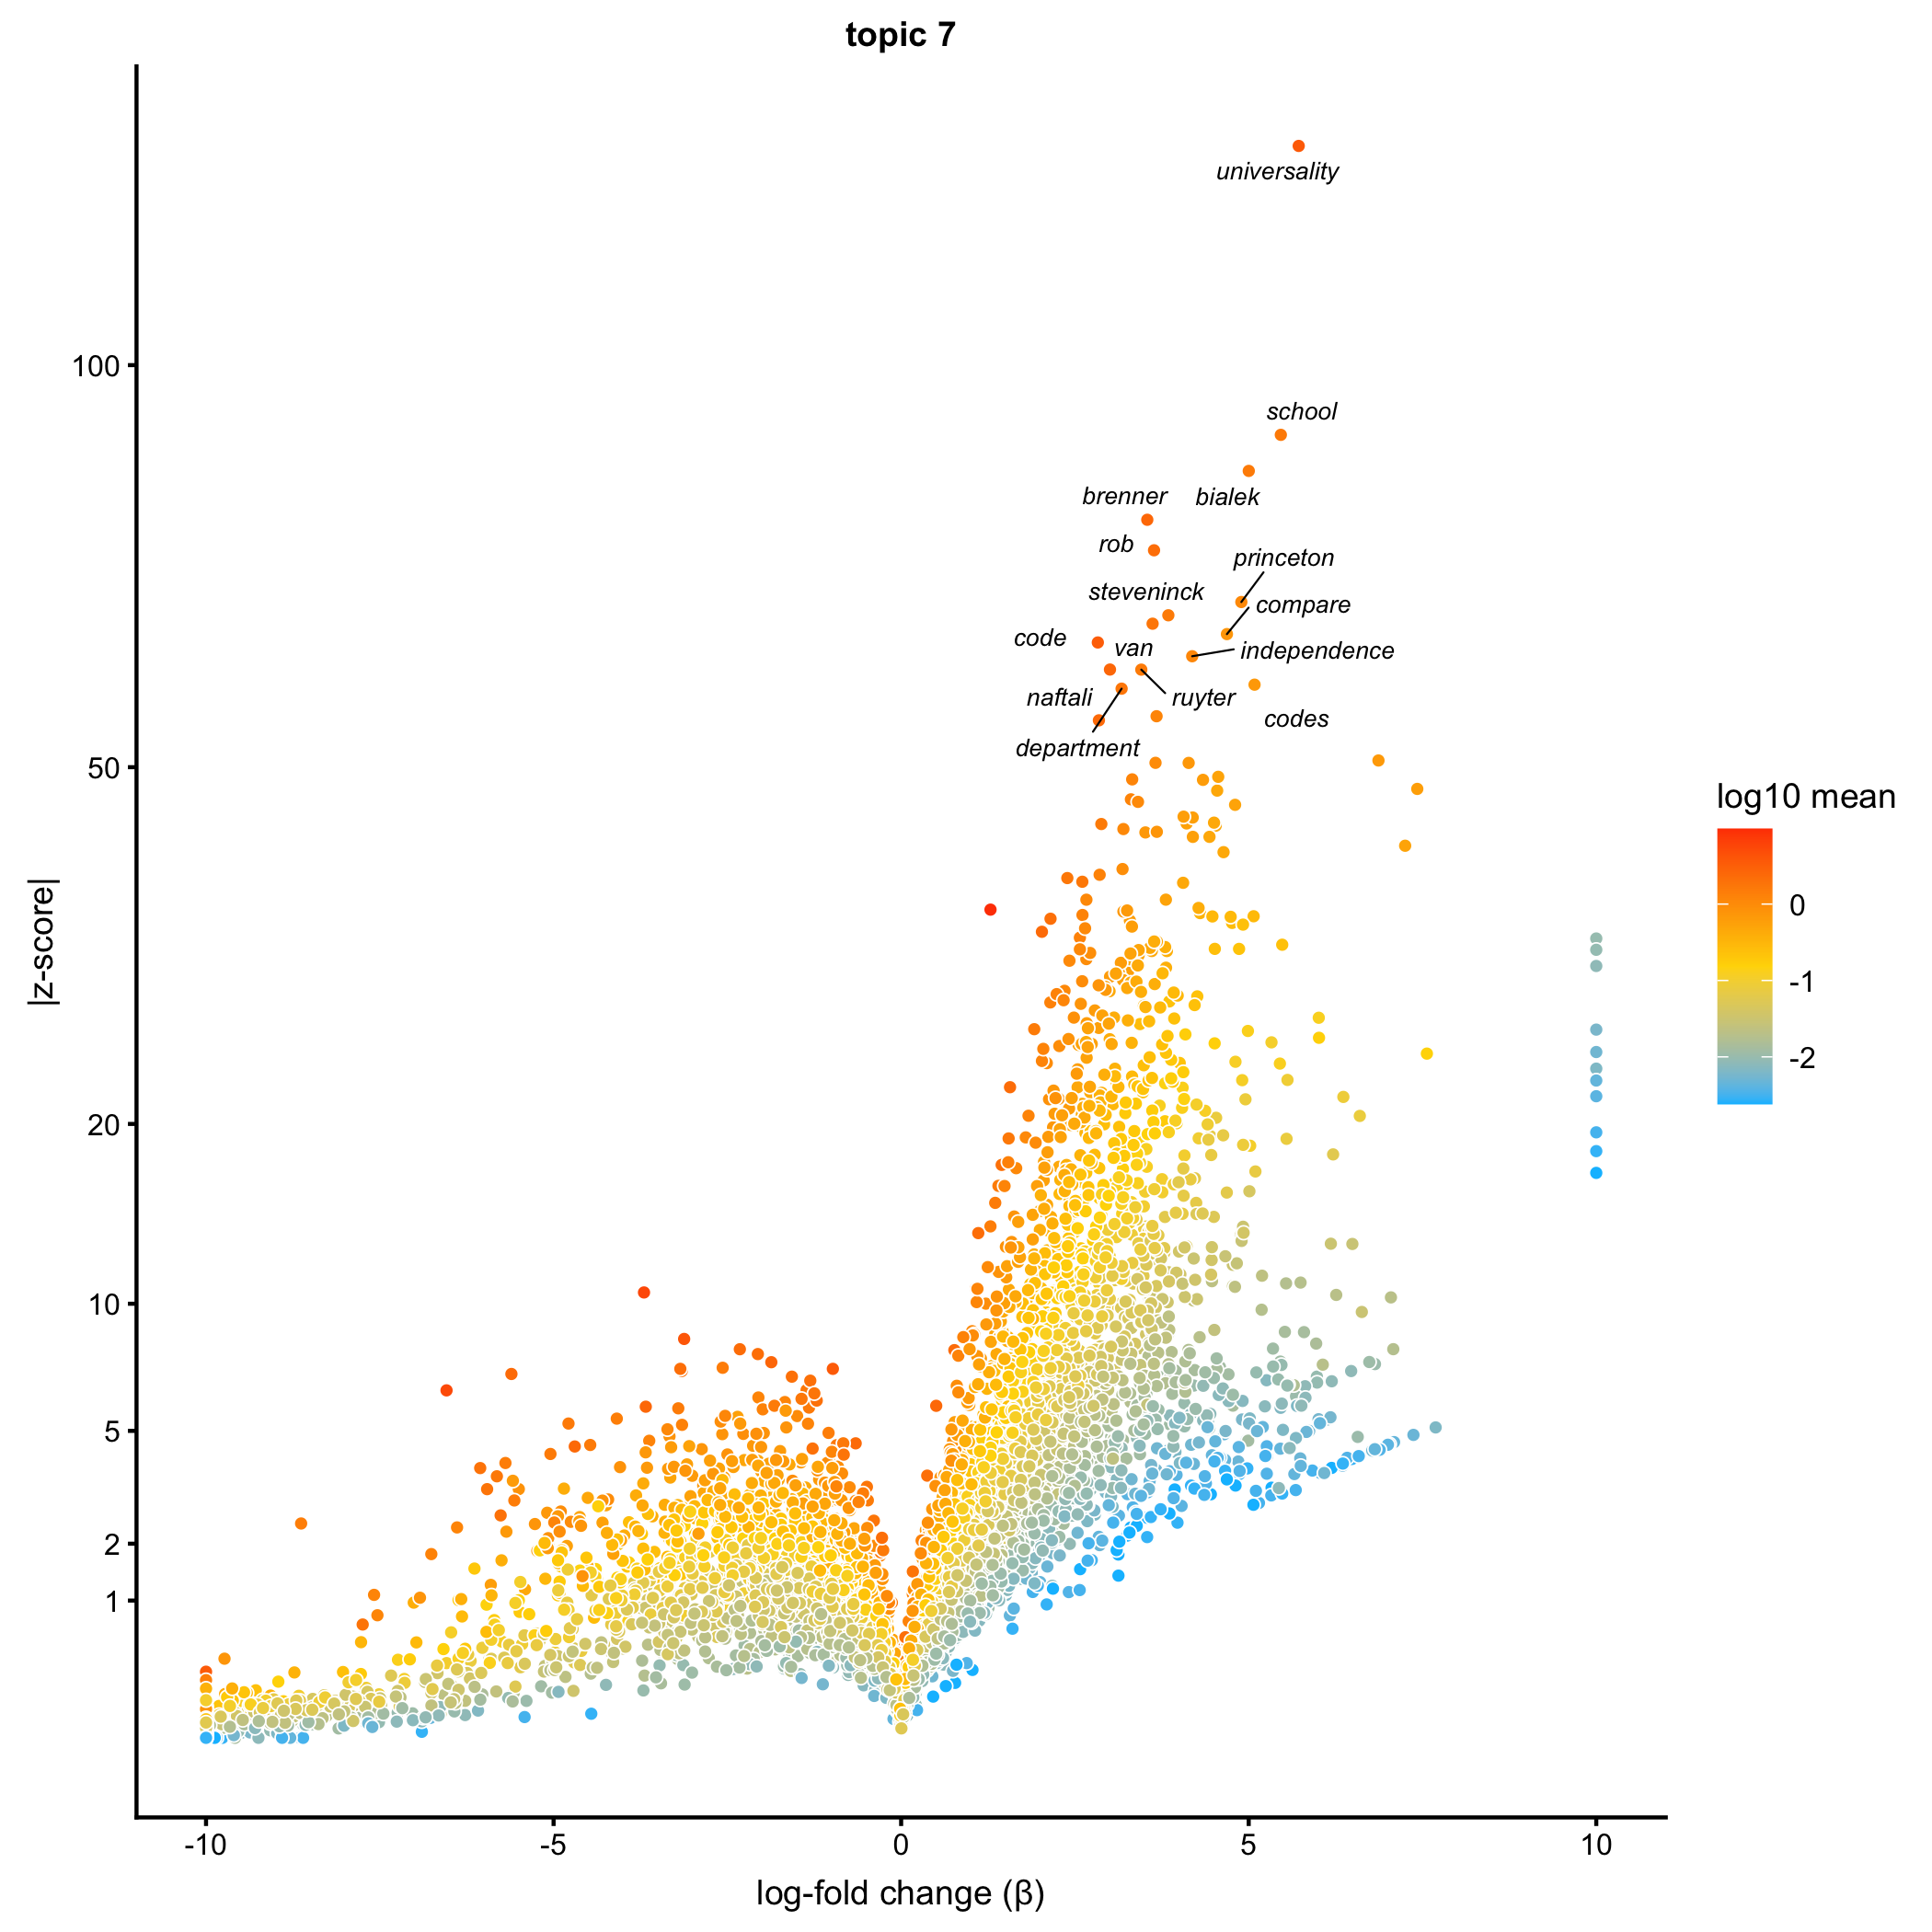 topic 7
universality
100
school
brenner
bialek
rob
princeton
steveninck
compare
code
van
independence
naftali
ruyter
codes
department
50
log10 mean
|z-score|
0
-1
-2
20
10
5
2
1
-10
-5
0
5
10
log-fold change (β)